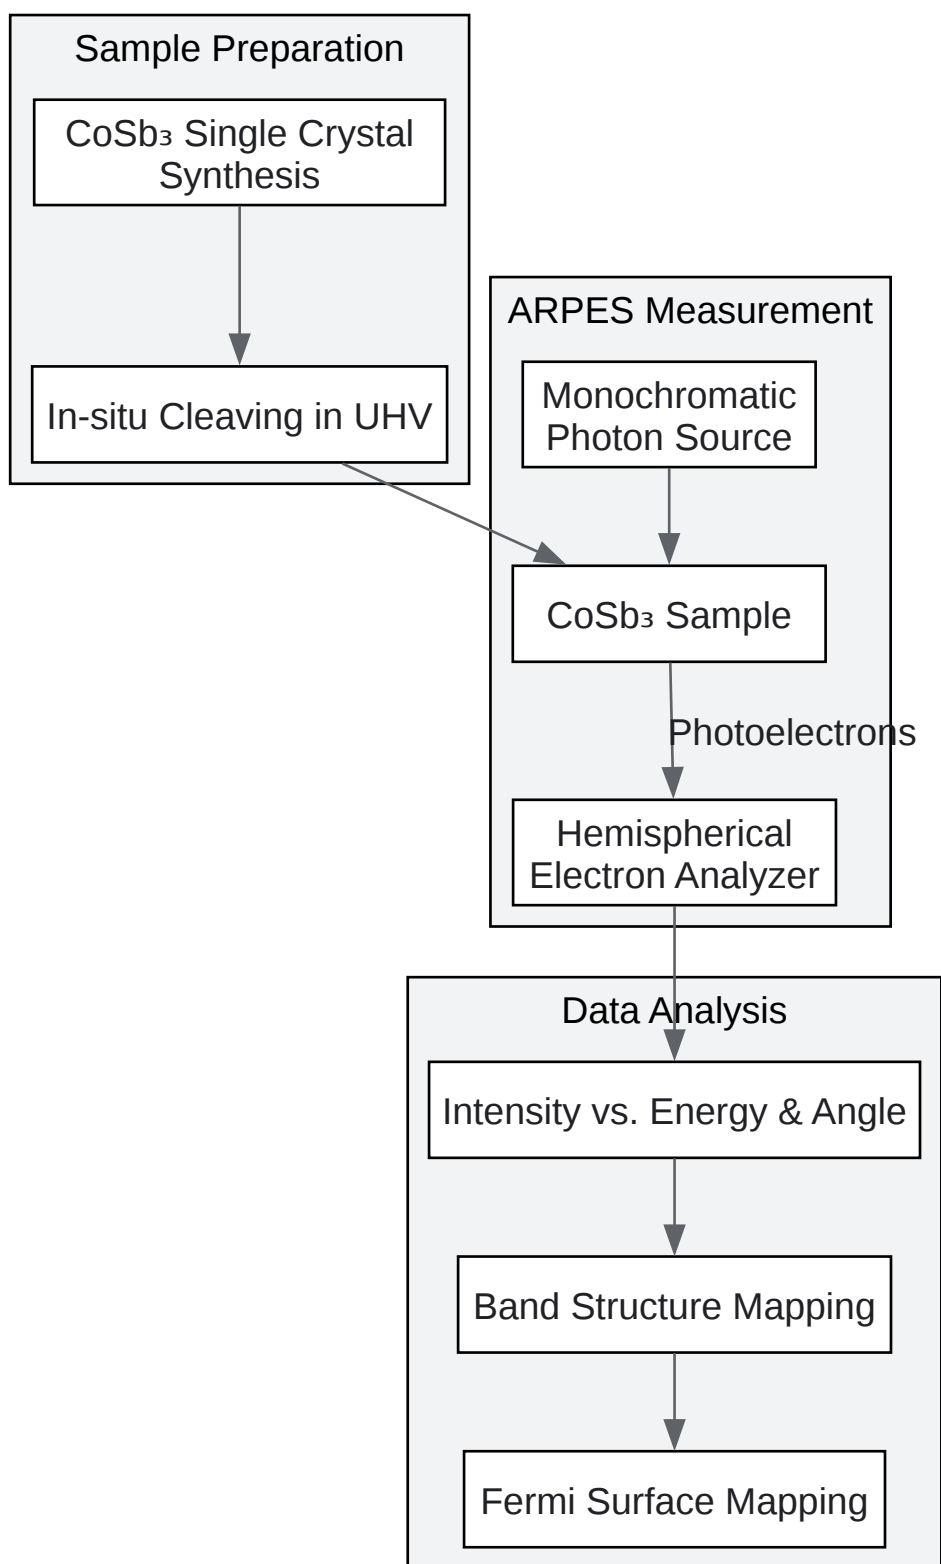 Sample Preparation
CoSb₃ Single Crystal
Synthesis
In-situ Cleaving in UHV
ARPES Measurement
Monochromatic
Photon Source
CoSb₃ Sample
Photoelectrons
Hemispherical
Electron Analyzer
Data Analysis
Intensity vs. Energy & Angle
Band Structure Mapping
Fermi Surface Mapping